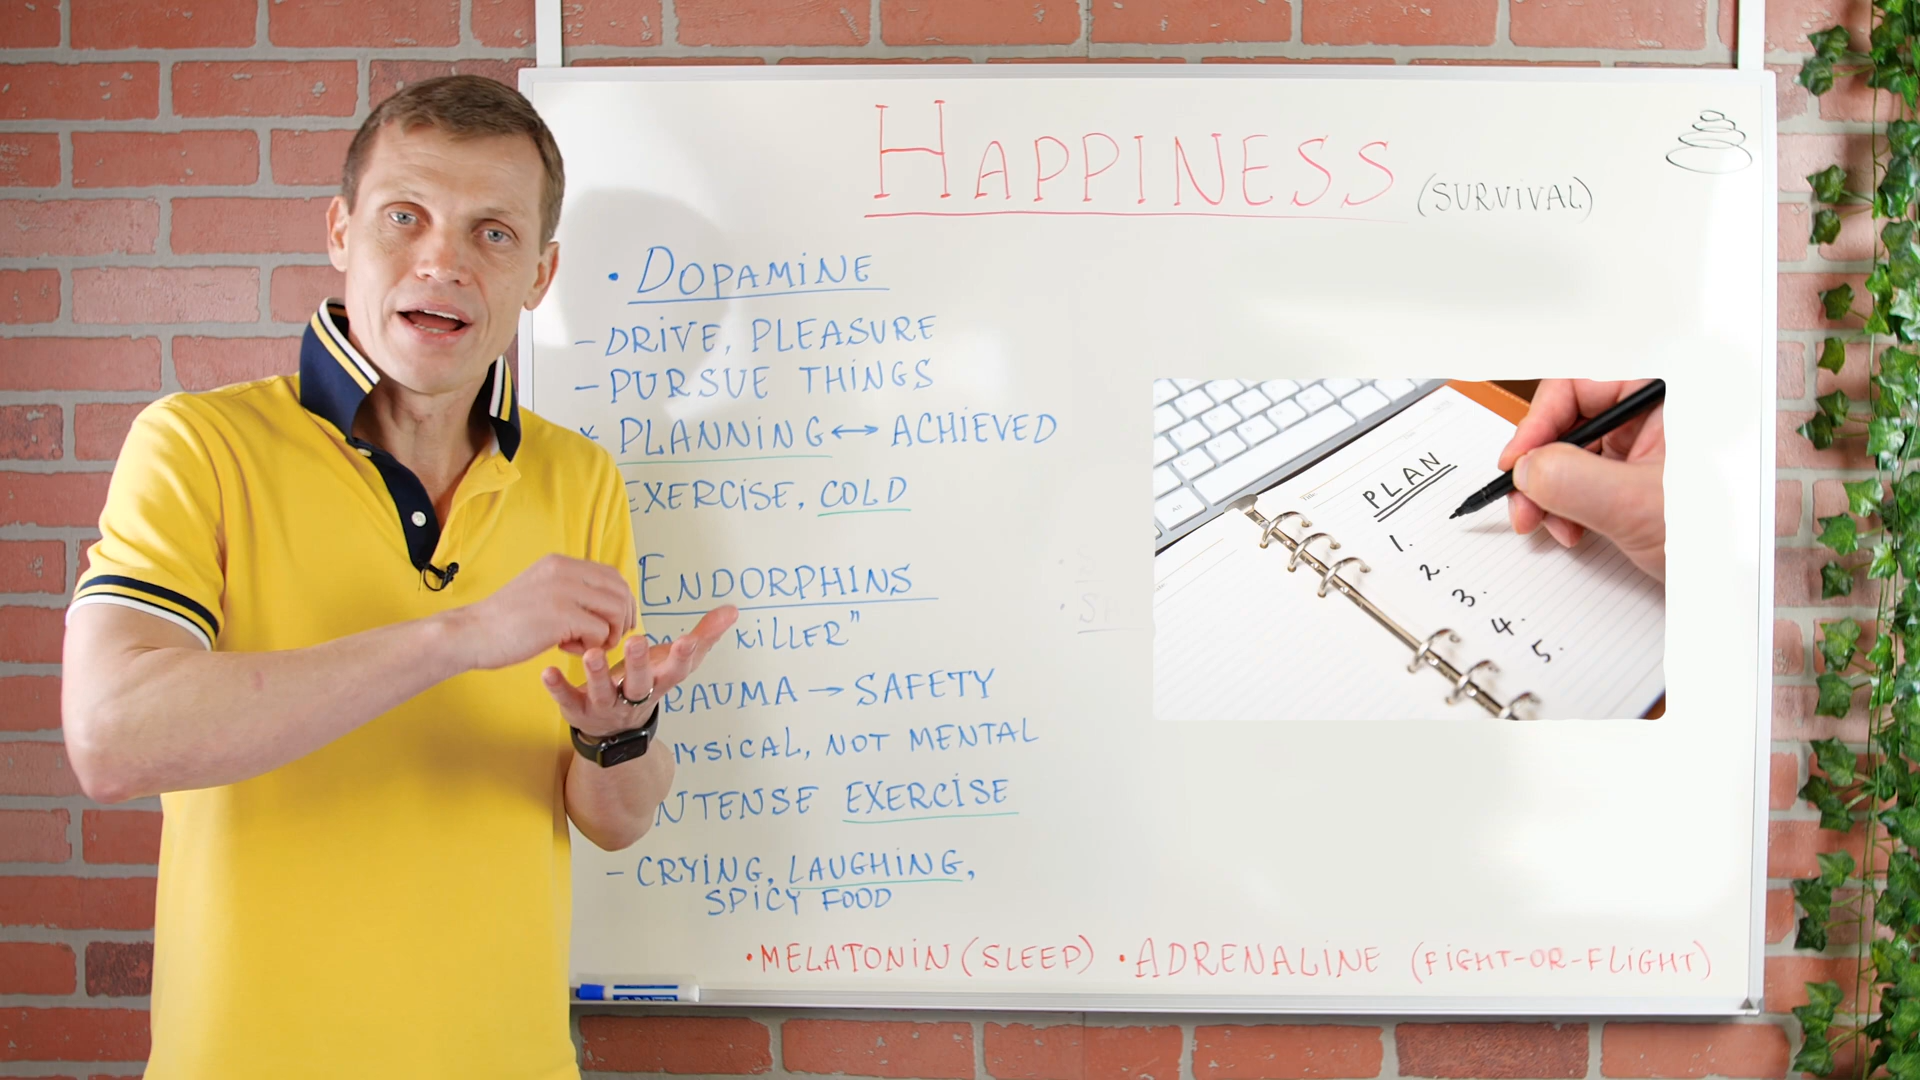 HAPPINESS (SURVIVAL)
• DOPAMINE
- DRIVE, PLEASURE
- PURSUE THINGS
* PLANNING ↔ ACHIEVED
EXERCISE, COLD
ENDORPHINS
KILLER"
RAUMA → SAFETY
YSICAL, NOT MENTAL
NTENSE EXERCISE
- CRYING, LAUGHING,
SPICY FOOD
• MELATONIN (SLEEP) • ADRENALINE (FIGHT-OR-FLIGHT)
PLAN
1.
2.
3.
4.
5.